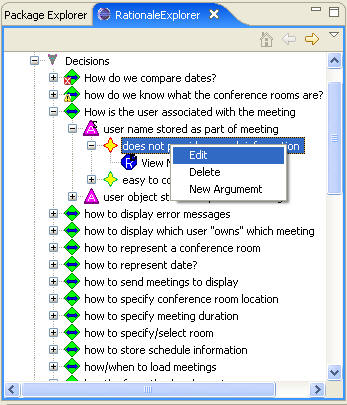 Package Explorer RationaleExplorer
Decisions
How do we compare dates?
how do we know what the conference rooms are?
How is the user associated with the meeting
user name stored as part of meeting
does not
Edit
View
Delete
easy to co
New Argumemt
user object st
how to display error messages
how to display which user "owns" which meeting
how to represent a conference room
how to represent date?
how to send meetings to display
how to specify conference room location
how to specify meeting duration
how to specify/select room
how to store schedule information
how/when to load meetings